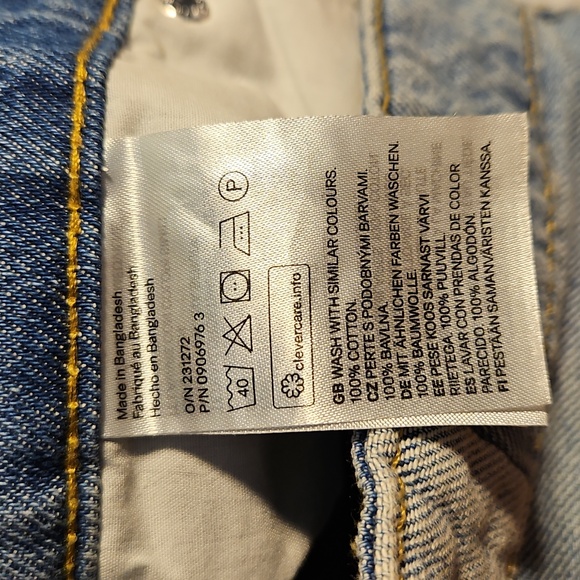 Made in Bangladesh
Fabriqué au Bangladesh
Hecho en Bangladesh
O/N 231272
P/N 0906976 3
40
P
clevercare.info
GB WASH WITH SIMILAR COLOURS.
100% COTTON.
CZ PERTE S PODOBNÝMI BARVAMI.
100% BAVLNA.
DE MIT ÄHNLICHEN FARBEN WASCHEN.
100% BAUMWOLLE.
EE PESE KOOS SARNAST VÄRVI
RIIETEGA. 100% PUUVILL.
ES LAVAR CON PRENDAS DE COLOR
PARECIDO. 100% ALGODÓN.
FI PESTÄÄN SAMANVÄRISTEN KANSSA.